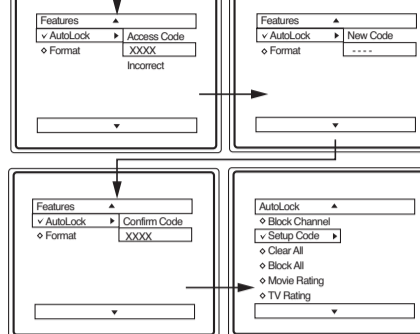 Features
AutoLock Access Code
Format XXXX
Incorrect
Features
AutoLock New Code
Format - - - -
Features
AutoLock Confirm Code
Format XXXX
AutoLock
Block Channel
Setup Code
Clear All
Block All
Movie Rating
TV Rating